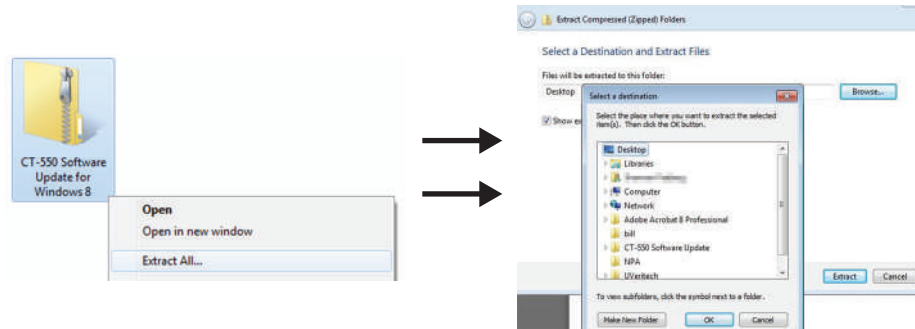 CT-550 Software
Update for
Windows 8
Open
Open in new window
Extract All...
Extract Compressed (Zipped) Folders
Select a Destination and Extract Files
Files will be extracted to this folder:
Desktop
Browse...
Show ex
Select a destination
Select the place where you want to extract the selected
item(s). Then click the OK button.
Desktop
Libraries
Computer
Network
Adobe Acrobat 8 Professional
bill
CT-550 Software Update
NPA
UVeritech
To view subfolders, click the symbol next to a folder.
Make New Folder
OK
Cancel
Extract
Cancel